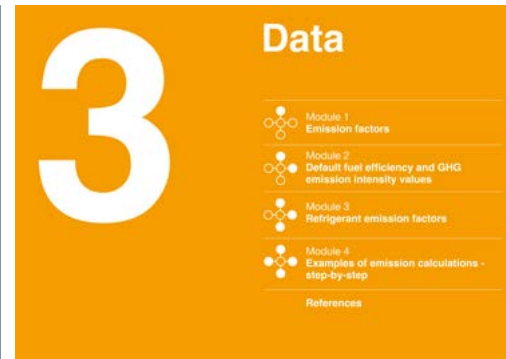 3
Data
Module 1
Emission factors
Module 2
Default fuel efficiency and GHG
emission intensity values
Module 3
Refrigerant emission factors
Module 4
Examples of emission calculations -
step-by-step
References